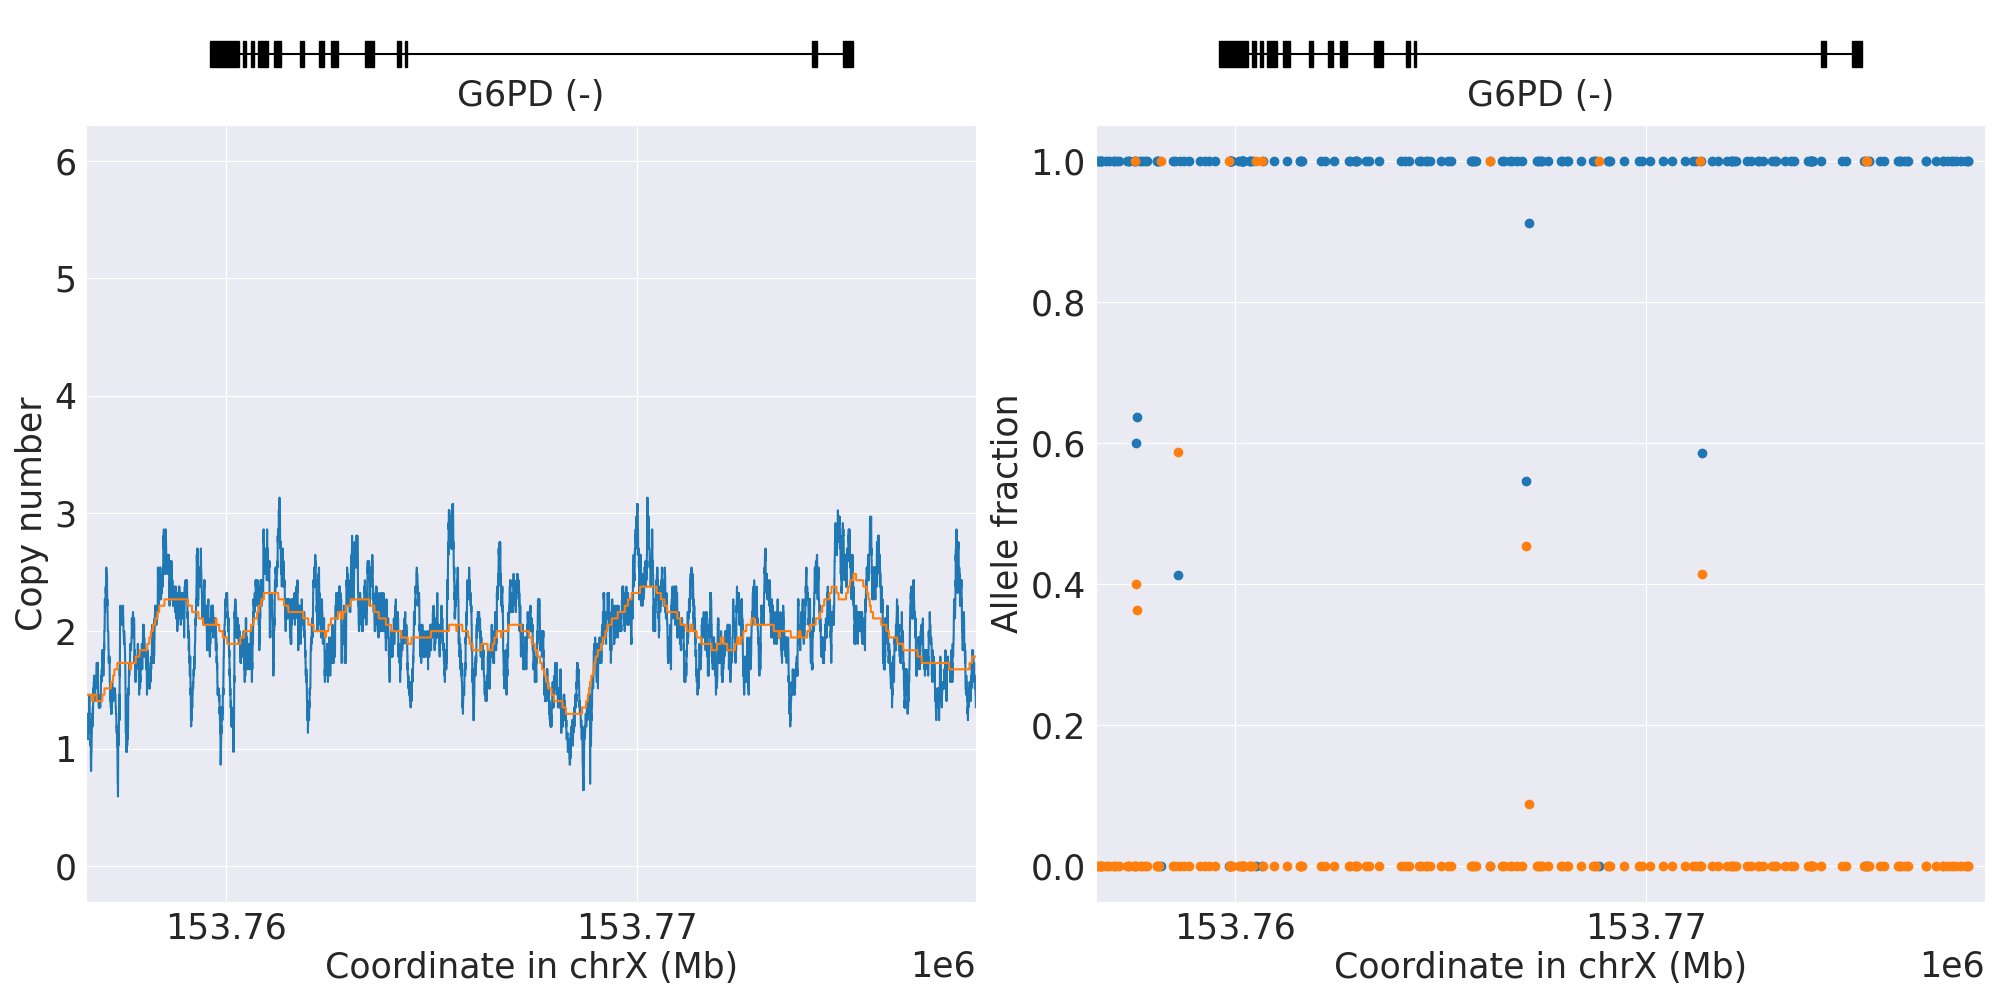 G6PD (-)
G6PD (-)
6
5
4
3
2
1
0
Copy number
153.76
153.77
Coordinate in chrX (Mb)
1e6
1.0
0.8
0.6
0.4
0.2
0.0
Allele fraction
153.76
153.77
Coordinate in chrX (Mb)
1e6